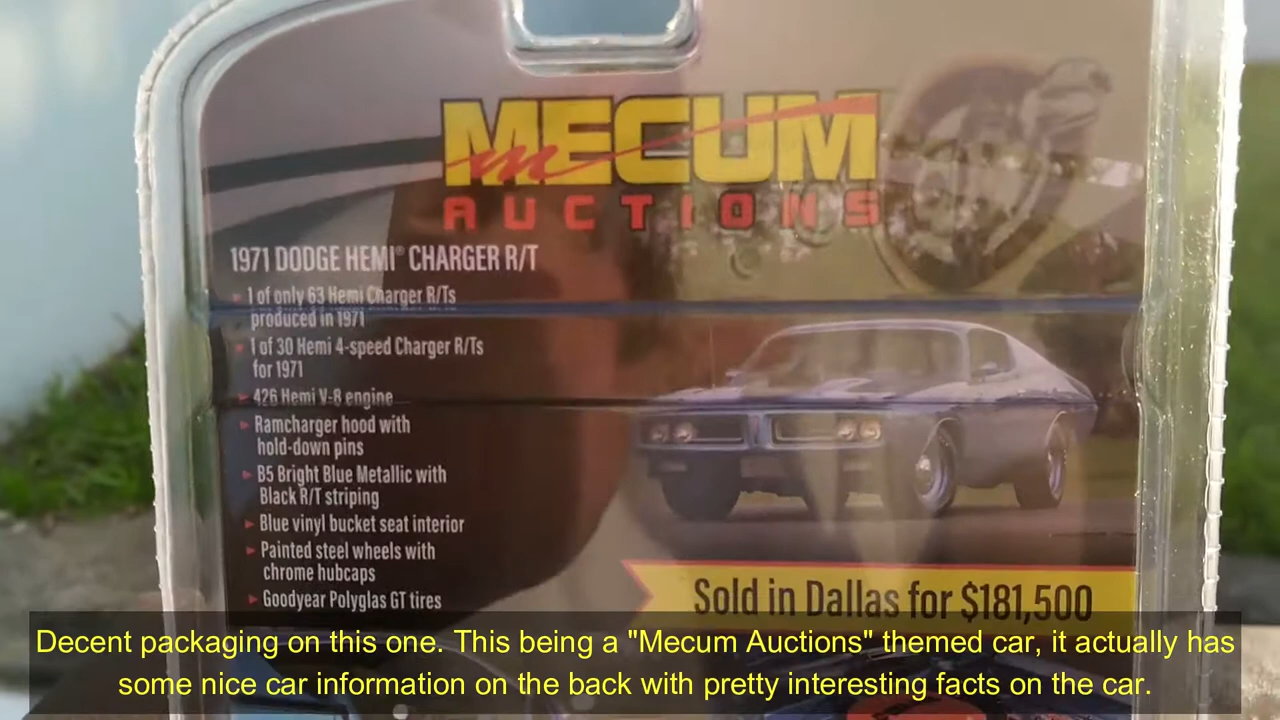 MECUM
AUCTIONS
1971 DODGE HEMI® CHARGER R/T
1 of only 63 Hemi Charger R/Ts
produced in 1971
1 of 30 Hemi 4-speed Charger R/Ts
for 1971
426 Hemi V-8 engine
Ramcharger hood with
hold-down pins
B5 Bright Blue Metallic with
Black R/T striping
Blue vinyl bucket seat interior
Painted steel wheels with
chrome hubcaps
Goodyear Polyglas GT tires
Sold in Dallas for $181,500
Decent packaging on this one. This being a "Mecum Auctions" themed car, it actually has
some nice car information on the back with pretty interesting facts on the car.